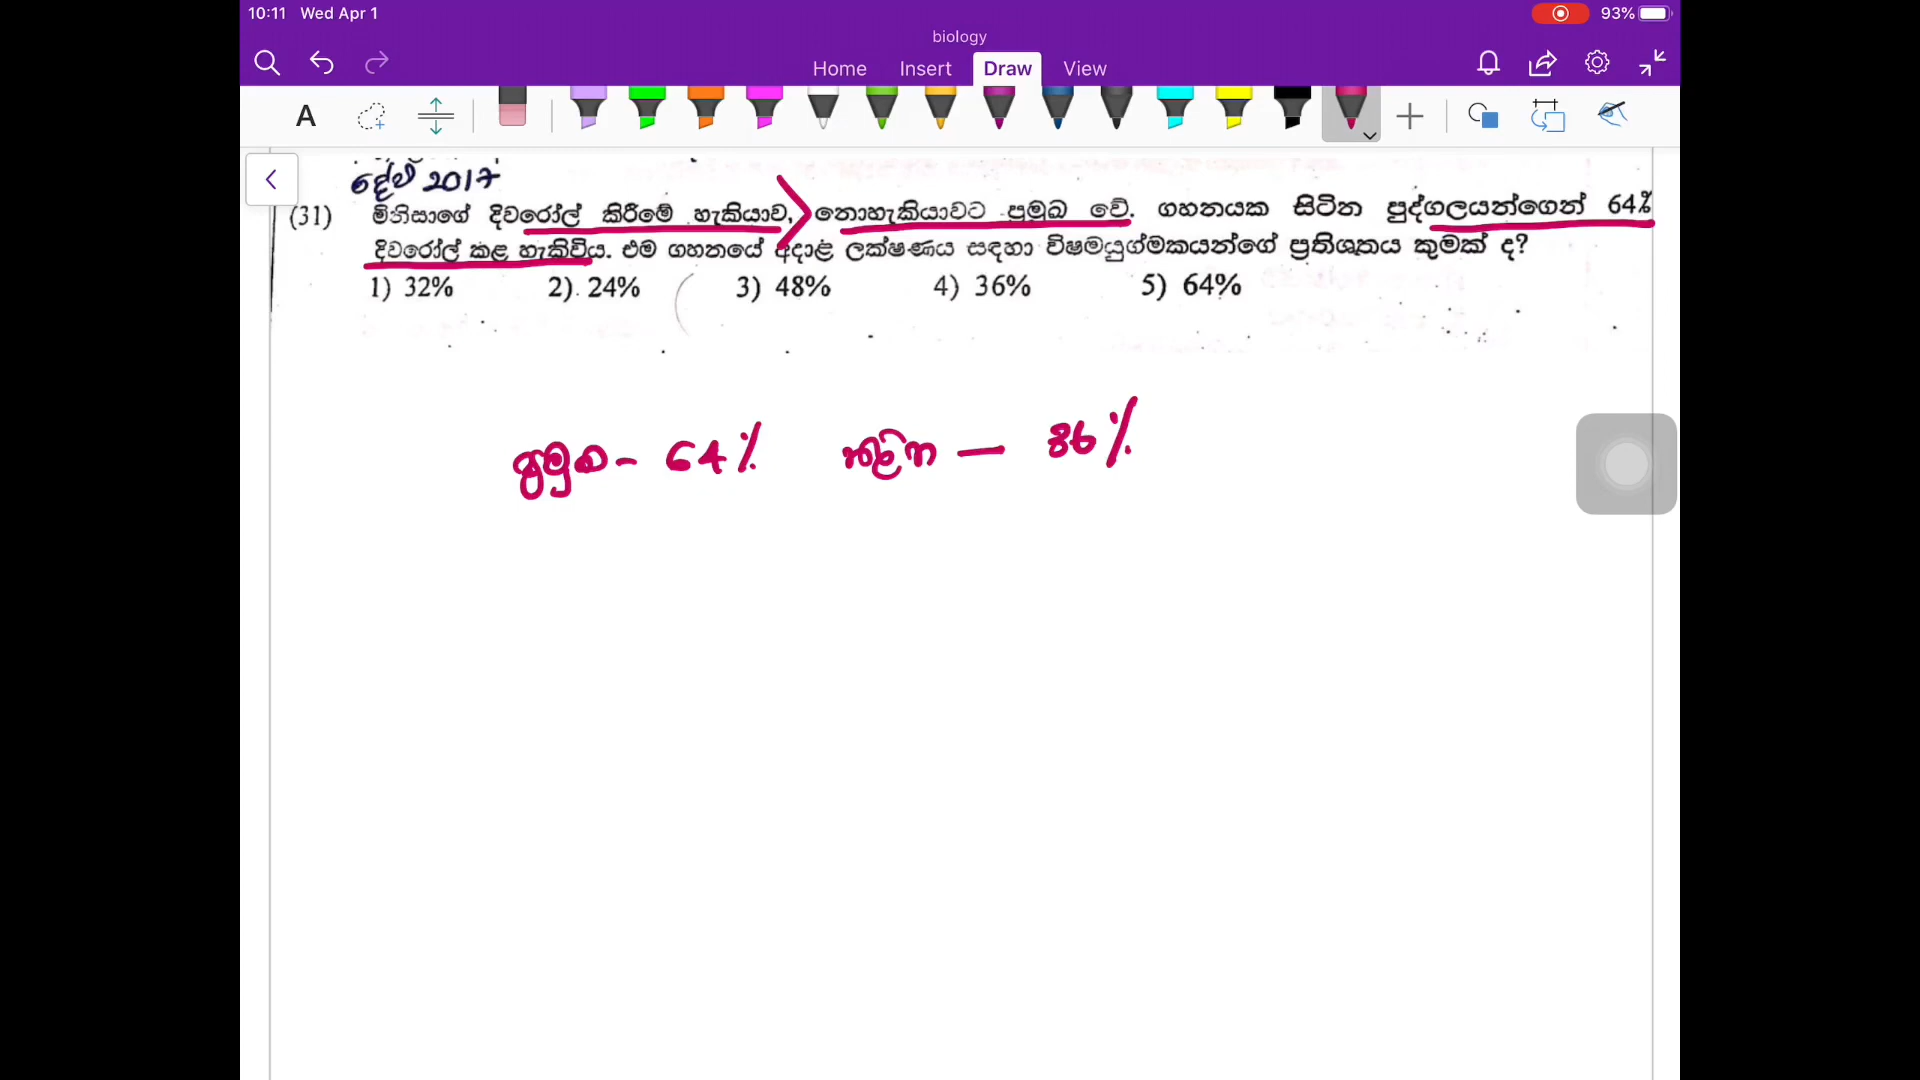 10:11 Wed Apr 1
93%
biology
Home Insert Draw View
A
දේවි 2017
(31) මිනිසාගේ දිවරෝල් කිරීමේ හැකියාව, නොහැකියාවට ප්‍රමුඛ වේ. ගහනයක සිටින පුද්ගලයන්ගෙන් 64%
දිවරෝල් කළ හැකිවිය. එම ගහනයේ අදාළ ලක්ෂණය සඳහා විෂමයුග්මකයන්ගේ ප්‍රතිශතය කුමක් ද?
1) 32% 2). 24% 3) 48% 4) 36% 5) 64%
ප්‍රමුඛ - 64% නිලීන — 36%